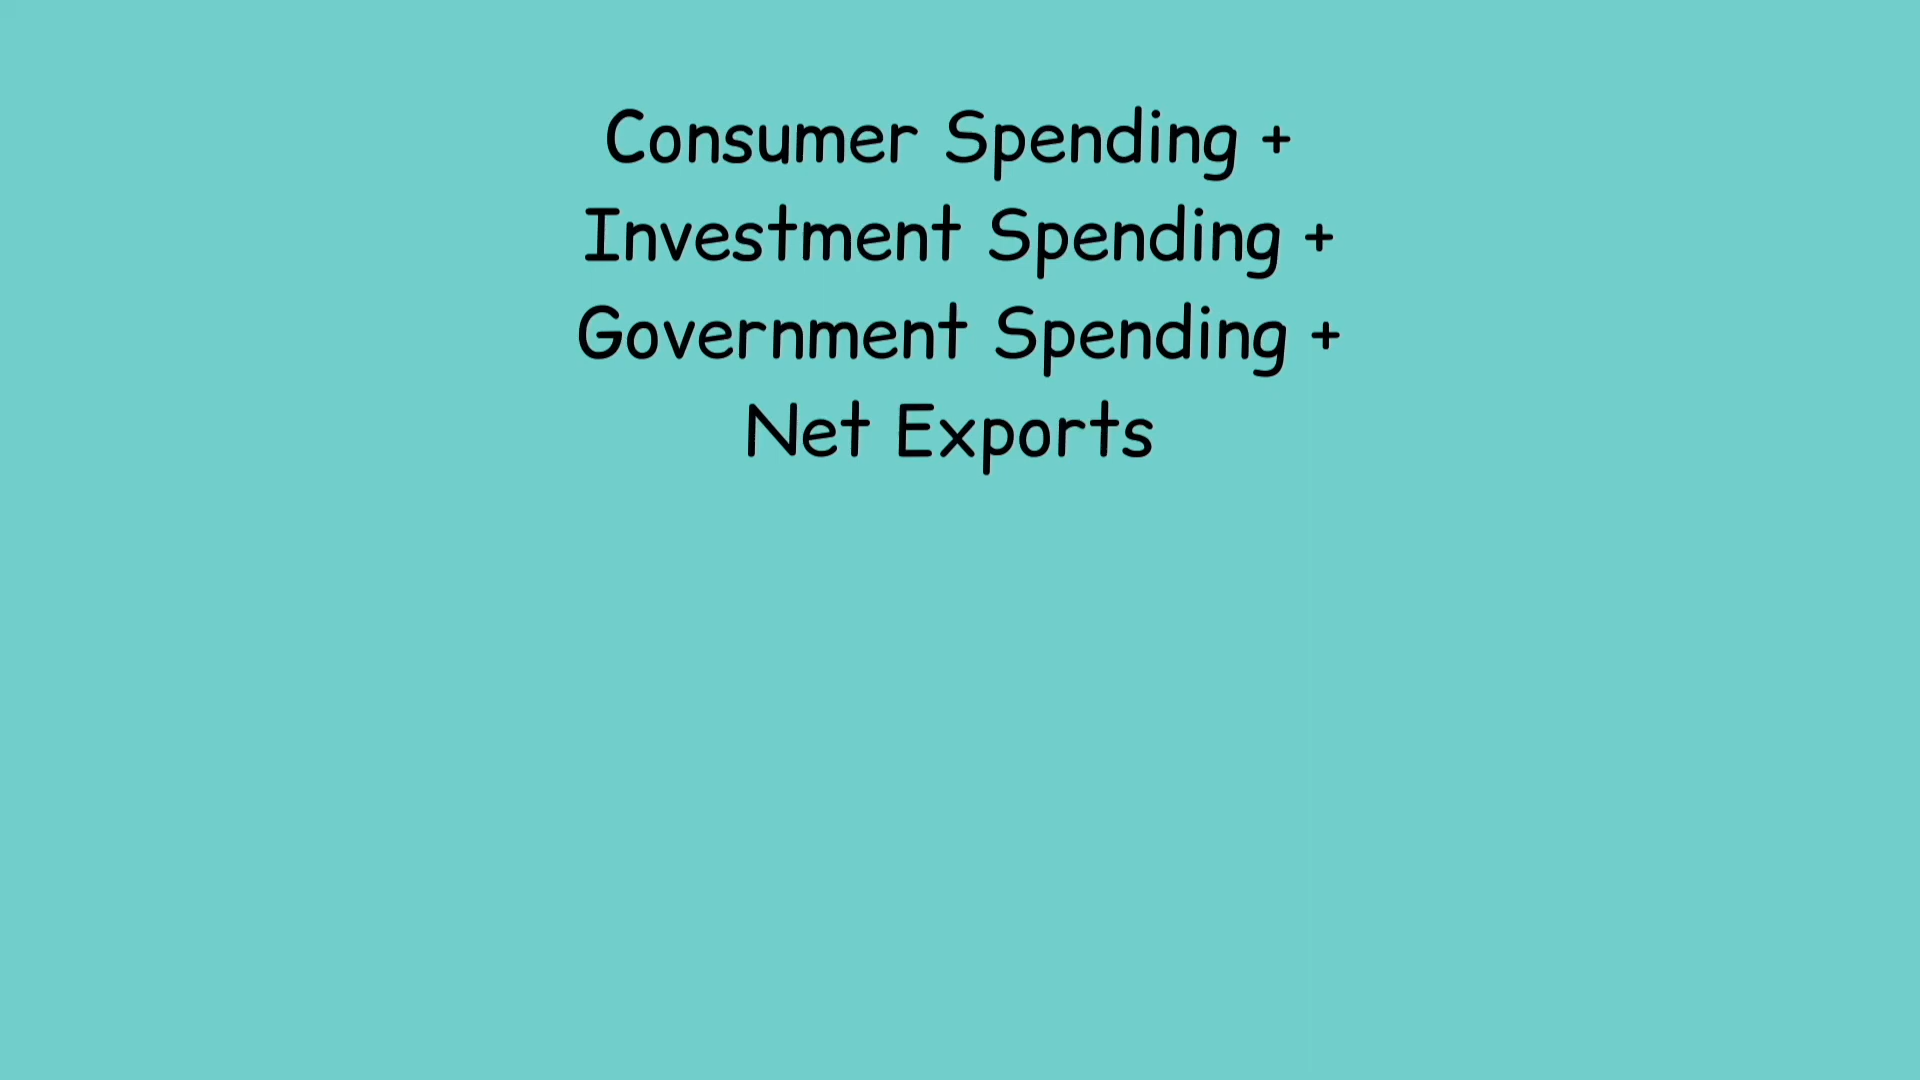 Consumer Spending +
Investment Spending +
Government Spending +
Net Exports